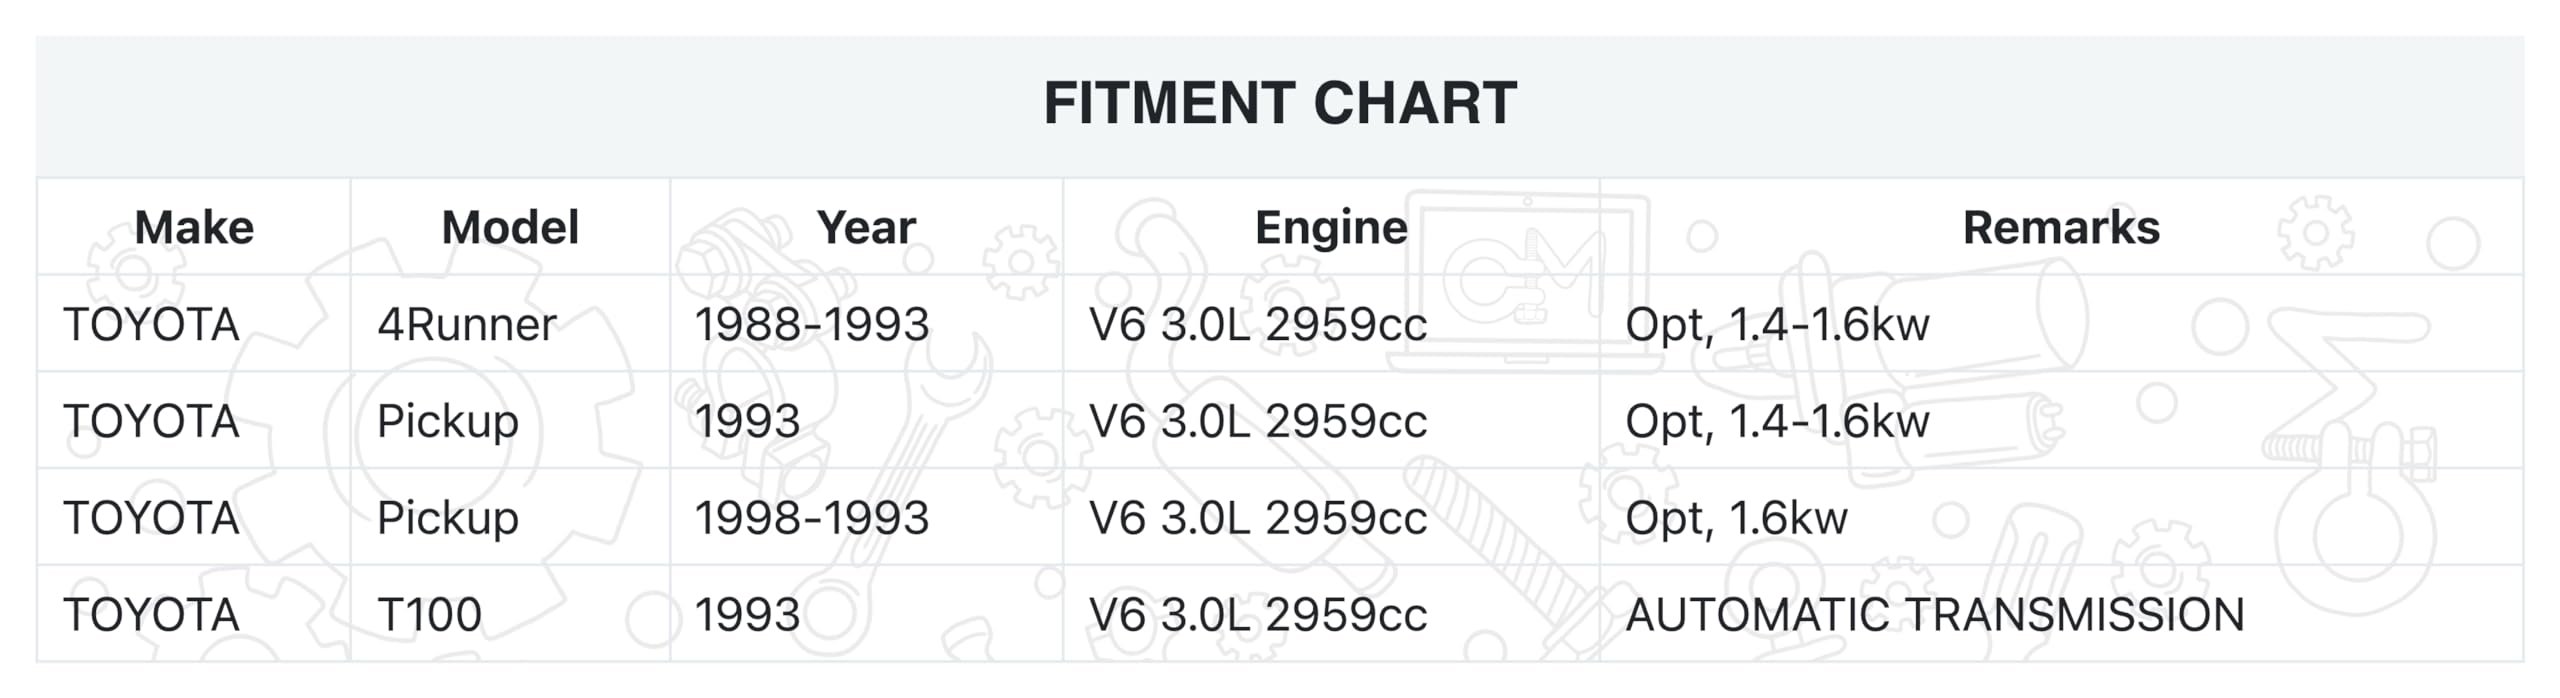 FITMENT CHART
Make Model Year Engine Remarks
TOYOTA 4Runner 1988-1993 V6 3.0L 2959cc Opt, 1.4-1.6kw
TOYOTA Pickup 1993 V6 3.0L 2959cc Opt, 1.4-1.6kw
TOYOTA Pickup 1998-1993 V6 3.0L 2959cc Opt, 1.6kw
TOYOTA T100 1993 V6 3.0L 2959cc AUTOMATIC TRANSMISSION